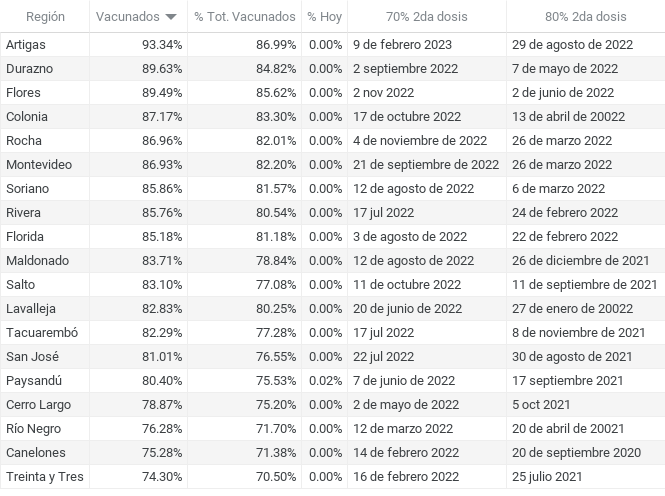 Región Vacunados % Tot. Vacunados % Hoy 70% 2da dosis 80% 2da dosis
Artigas 93.34% 86.99% 0.00% 9 de febrero 2023 29 de agosto de 2022
Durazno 89.63% 84.82% 0.00% 2 septiembre 2022 7 de mayo de 2022
Flores 89.49% 85.62% 0.00% 2 nov 2022 2 de junio de 2022
Colonia 87.17% 83.30% 0.00% 17 de octubre 2022 13 de abril de 20022
Rocha 86.96% 82.01% 0.00% 4 de noviembre de 2022 26 de marzo 2022
Montevideo 86.93% 82.20% 0.00% 21 de septiembre de 2022 26 de marzo 2022
Soriano 85.86% 81.57% 0.00% 12 de agosto de 2022 6 de marzo 2022
Rivera 85.76% 80.54% 0.00% 17 jul 2022 24 de febrero 2022
Florida 85.18% 81.18% 0.00% 3 de agosto de 2022 22 de febrero 2022
Maldonado 83.71% 78.84% 0.00% 12 de agosto de 2022 26 de diciembre de 2021
Salto 83.10% 77.08% 0.00% 11 de octubre 2022 11 de septiembre de 2021
Lavalleja 82.83% 80.25% 0.00% 20 de junio de 2022 27 de enero de 20022
Tacuarembó 82.29% 77.28% 0.00% 17 jul 2022 8 de noviembre de 2021
San José 81.01% 76.55% 0.00% 22 jul 2022 30 de agosto de 2021
Paysandú 80.40% 75.53% 0.02% 7 de junio de 2022 17 septiembre 2021
Cerro Largo 78.87% 75.20% 0.00% 2 de mayo de 2022 5 oct 2021
Río Negro 76.28% 71.70% 0.00% 12 de marzo 2022 20 de abril de 20021
Canelones 75.28% 71.38% 0.00% 14 de febrero 2022 20 de septiembre 2020
Treinta y Tres 74.30% 70.50% 0.00% 16 de febrero 2022 25 julio 2021